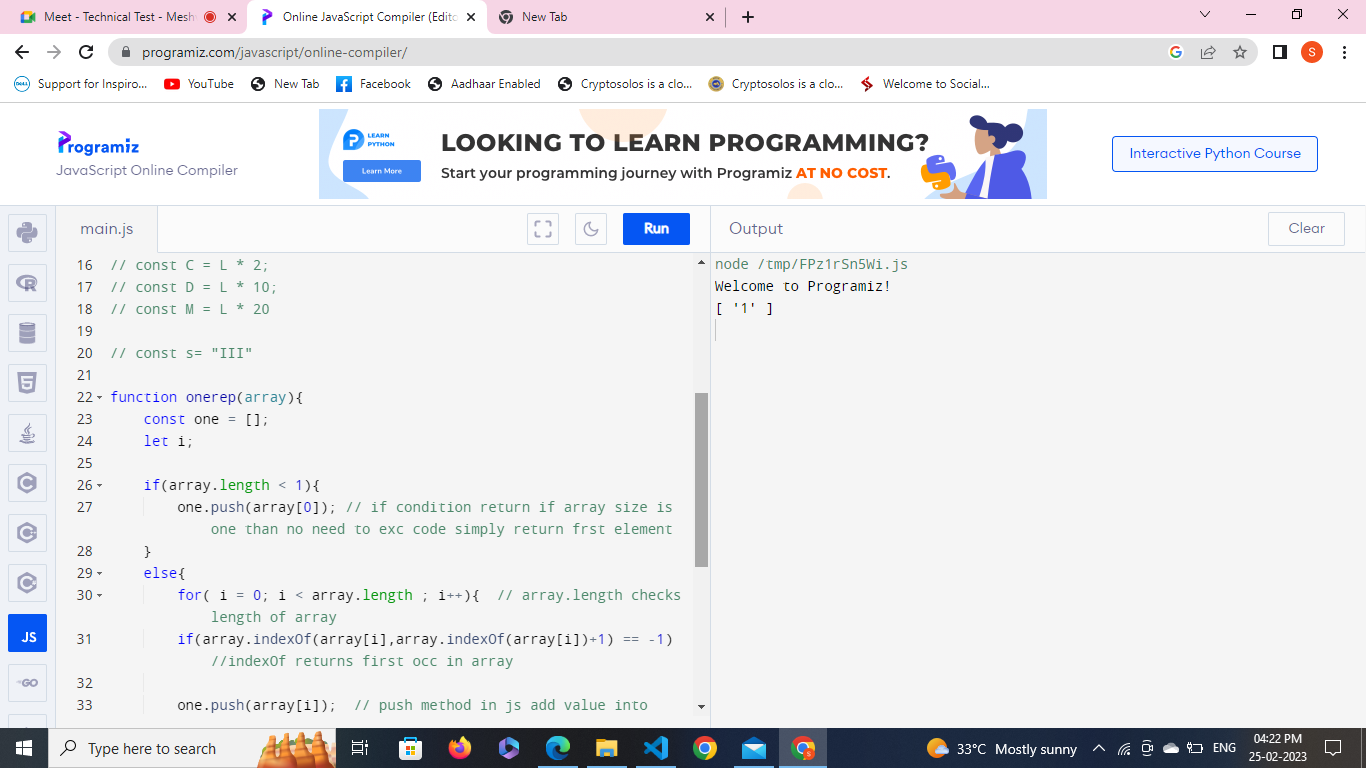 Meet - Technical Test - Mesh
Online JavaScript Compiler (Edito
New Tab
programiz.com/javascript/online-compiler/
S
Support for Inspiro...
YouTube
New Tab
Facebook
Aadhaar Enabled
Cryptosolos is a clo...
Cryptosolos is a clo...
Welcome to Social...
Programiz
JavaScript Online Compiler
LEARN
PYTHON
Learn More
LOOKING TO LEARN PROGRAMMING?
Start your programming journey with Programiz AT NO COST.
Interactive Python Course
main.js
Run
Output
Clear
16 // const C = L * 2;
17 // const D = L * 10;
18 // const M = L * 20
19
20 // const s= "III"
21
22 function onerep(array){
23 const one = [];
24 let i;
25
26 if(array.length < 1){
27 one.push(array[0]); // if condition return if array size is
one than no need to exc code simply return frst element
28 }
29 else{
30 for( i = 0; i < array.length ; i++){ // array.length checks
length of array
31 if(array.indexOf(array[i],array.indexOf(array[i])+1) == -1)
//indexOf returns first occ in array
32
33 one.push(array[i]); // push method in js add value into
node /tmp/FPz1rSn5Wi.js
Welcome to Programiz!
[ '1' ]
JS
GO
Type here to search
33°C Mostly sunny
ENG
04:22 PM
25-02-2023